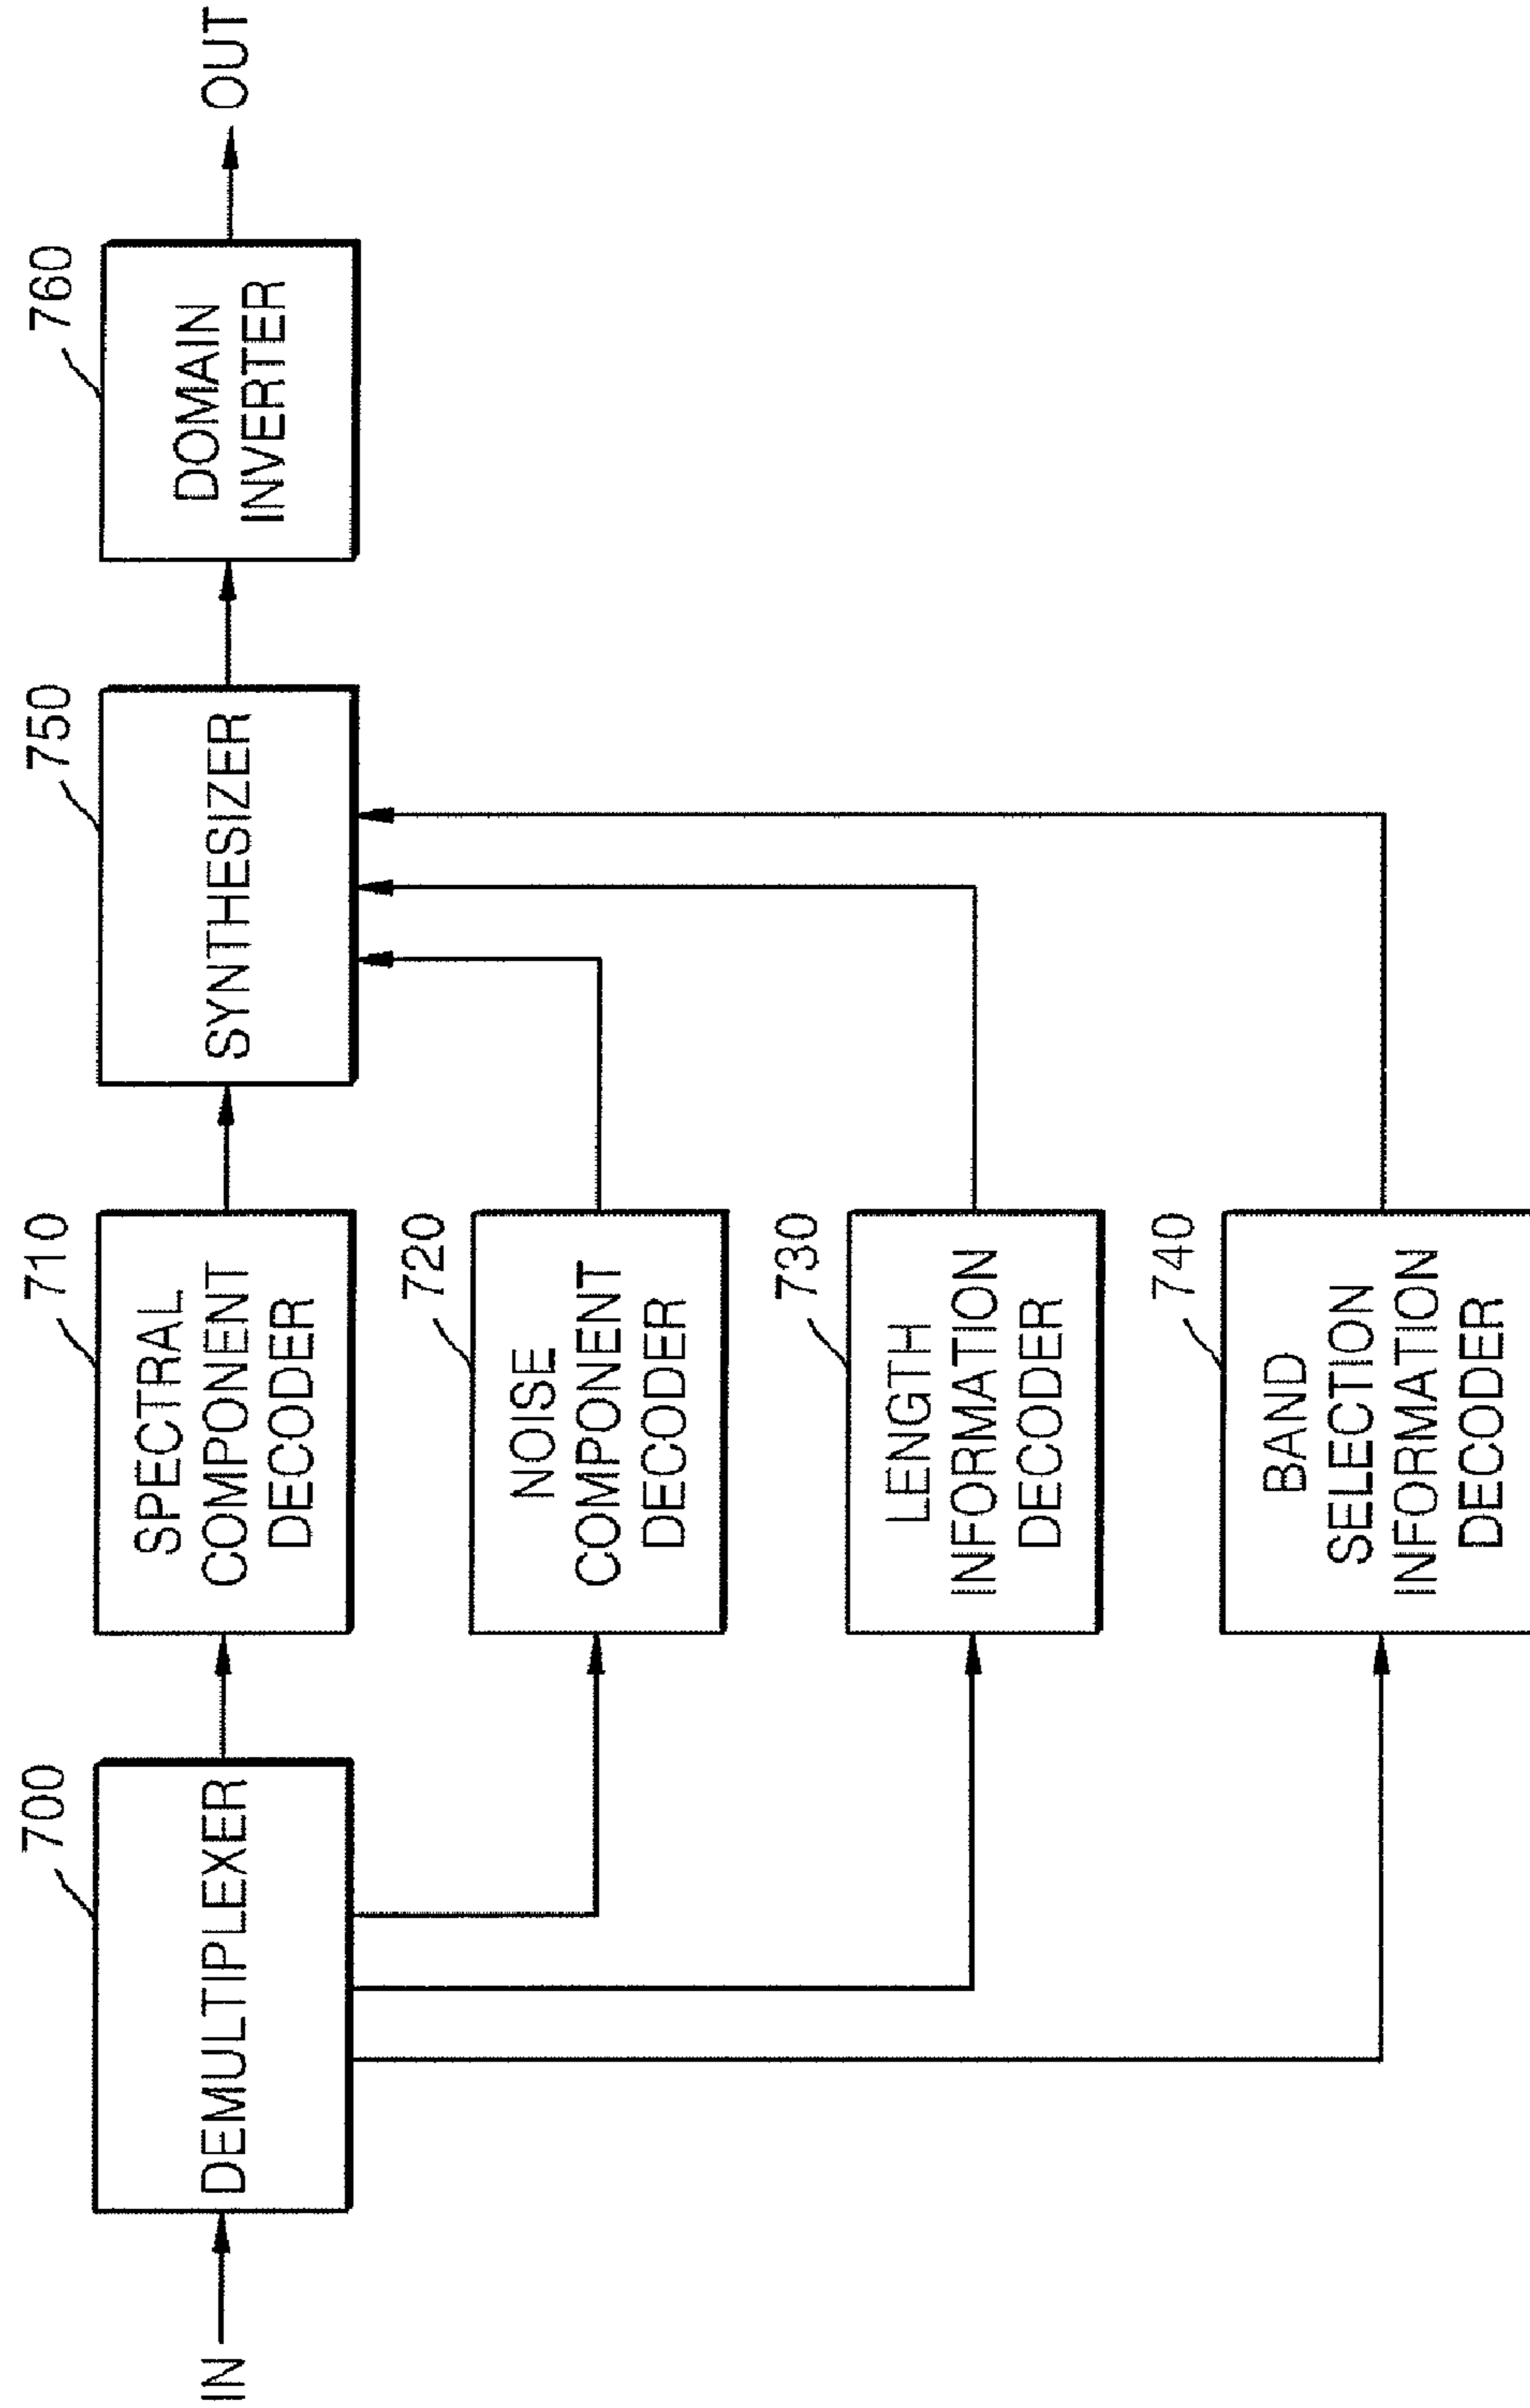 IN
700
DEMULTIPLEXER
710
SPECTRAL
COMPONENT
DECODER
720
NOISE
COMPONENT
DECODER
730
LENGTH
INFORMATION
DECODER
740
BAND
SELECTION
INFORMATION
DECODER
750
SYNTHESIZER
760
DOMAIN
INVERTER
OUT